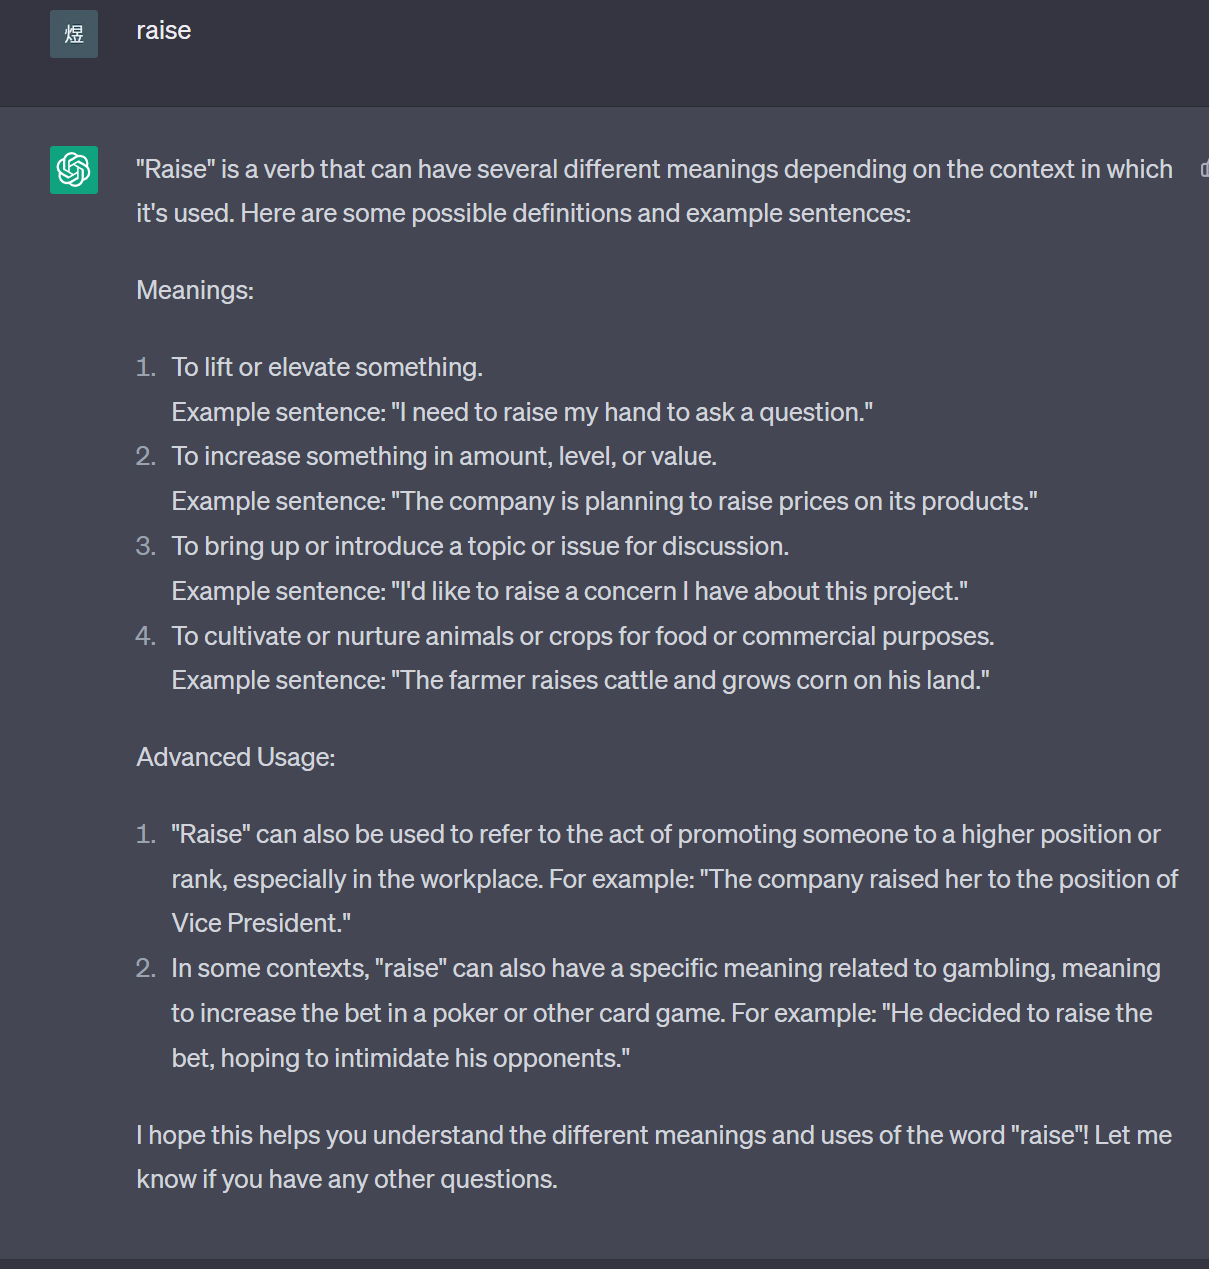 煜
raise
"Raise" is a verb that can have several different meanings depending on the context in which
it's used. Here are some possible definitions and example sentences:
Meanings:
1. To lift or elevate something.
Example sentence: "I need to raise my hand to ask a question."
2. To increase something in amount, level, or value.
Example sentence: "The company is planning to raise prices on its products."
3. To bring up or introduce a topic or issue for discussion.
Example sentence: "I'd like to raise a concern I have about this project."
4. To cultivate or nurture animals or crops for food or commercial purposes.
Example sentence: "The farmer raises cattle and grows corn on his land."
Advanced Usage:
1. "Raise" can also be used to refer to the act of promoting someone to a higher position or
rank, especially in the workplace. For example: "The company raised her to the position of
Vice President."
2. In some contexts, "raise" can also have a specific meaning related to gambling, meaning
to increase the bet in a poker or other card game. For example: "He decided to raise the
bet, hoping to intimidate his opponents."
I hope this helps you understand the different meanings and uses of the word "raise"! Let me
know if you have any other questions.